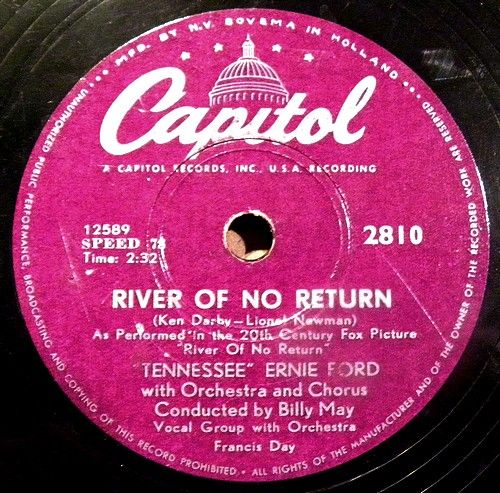 MFD. BY N.V. BOVEMA IN HOLLAND
Capitol
A CAPITOL RECORDS, INC., U.S.A. RECORDING
12589
SPEED 78
Time: 2:32
2810
RIVER OF NO RETURN
(Ken Darby—Lionel Newman)
As Performed in the 20th Century Fox Picture
"River Of No Return"
"TENNESSEE" ERNIE FORD
with Orchestra and Chorus
Conducted by Billy May
Vocal Group with Orchestra
Francis Day
UNAUTHORIZED PUBLIC PERFORMANCE, BROADCASTING AND COPYING OF THIS RECORD PROHIBITED • ALL RIGHTS OF THE MANUFACTURER AND OF THE OWNER OF THE RECORDED WORK ARE RESERVED